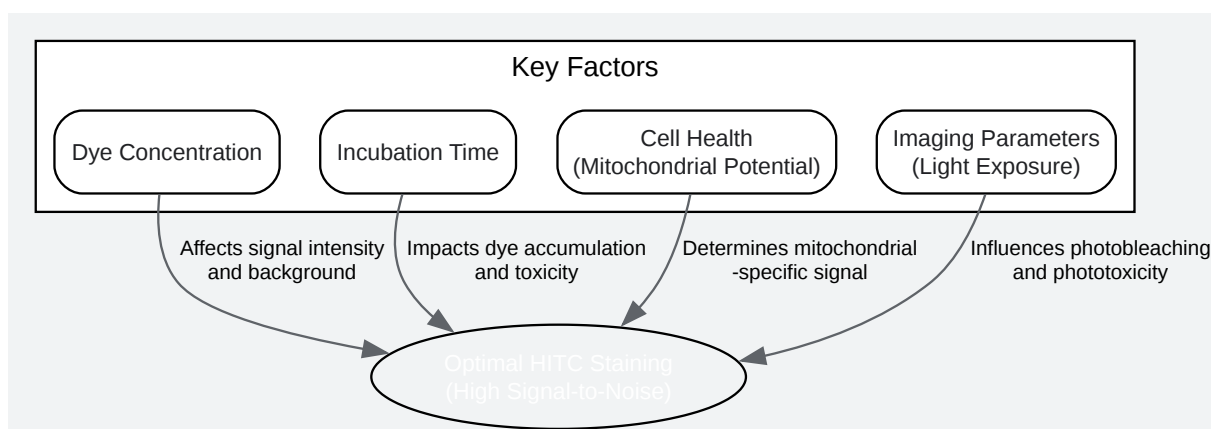 Key Factors
Dye Concentration
Incubation Time
Cell Health
(Mitochondrial Potential)
Imaging Parameters
(Light Exposure)
Affects signal intensity
and background
Impacts dye accumulation
and toxicity
Determines mitochondrial
-specific signal
Influences photobleaching
and phototoxicity
Optimal HITC Staining
(High Signal-to-Noise)